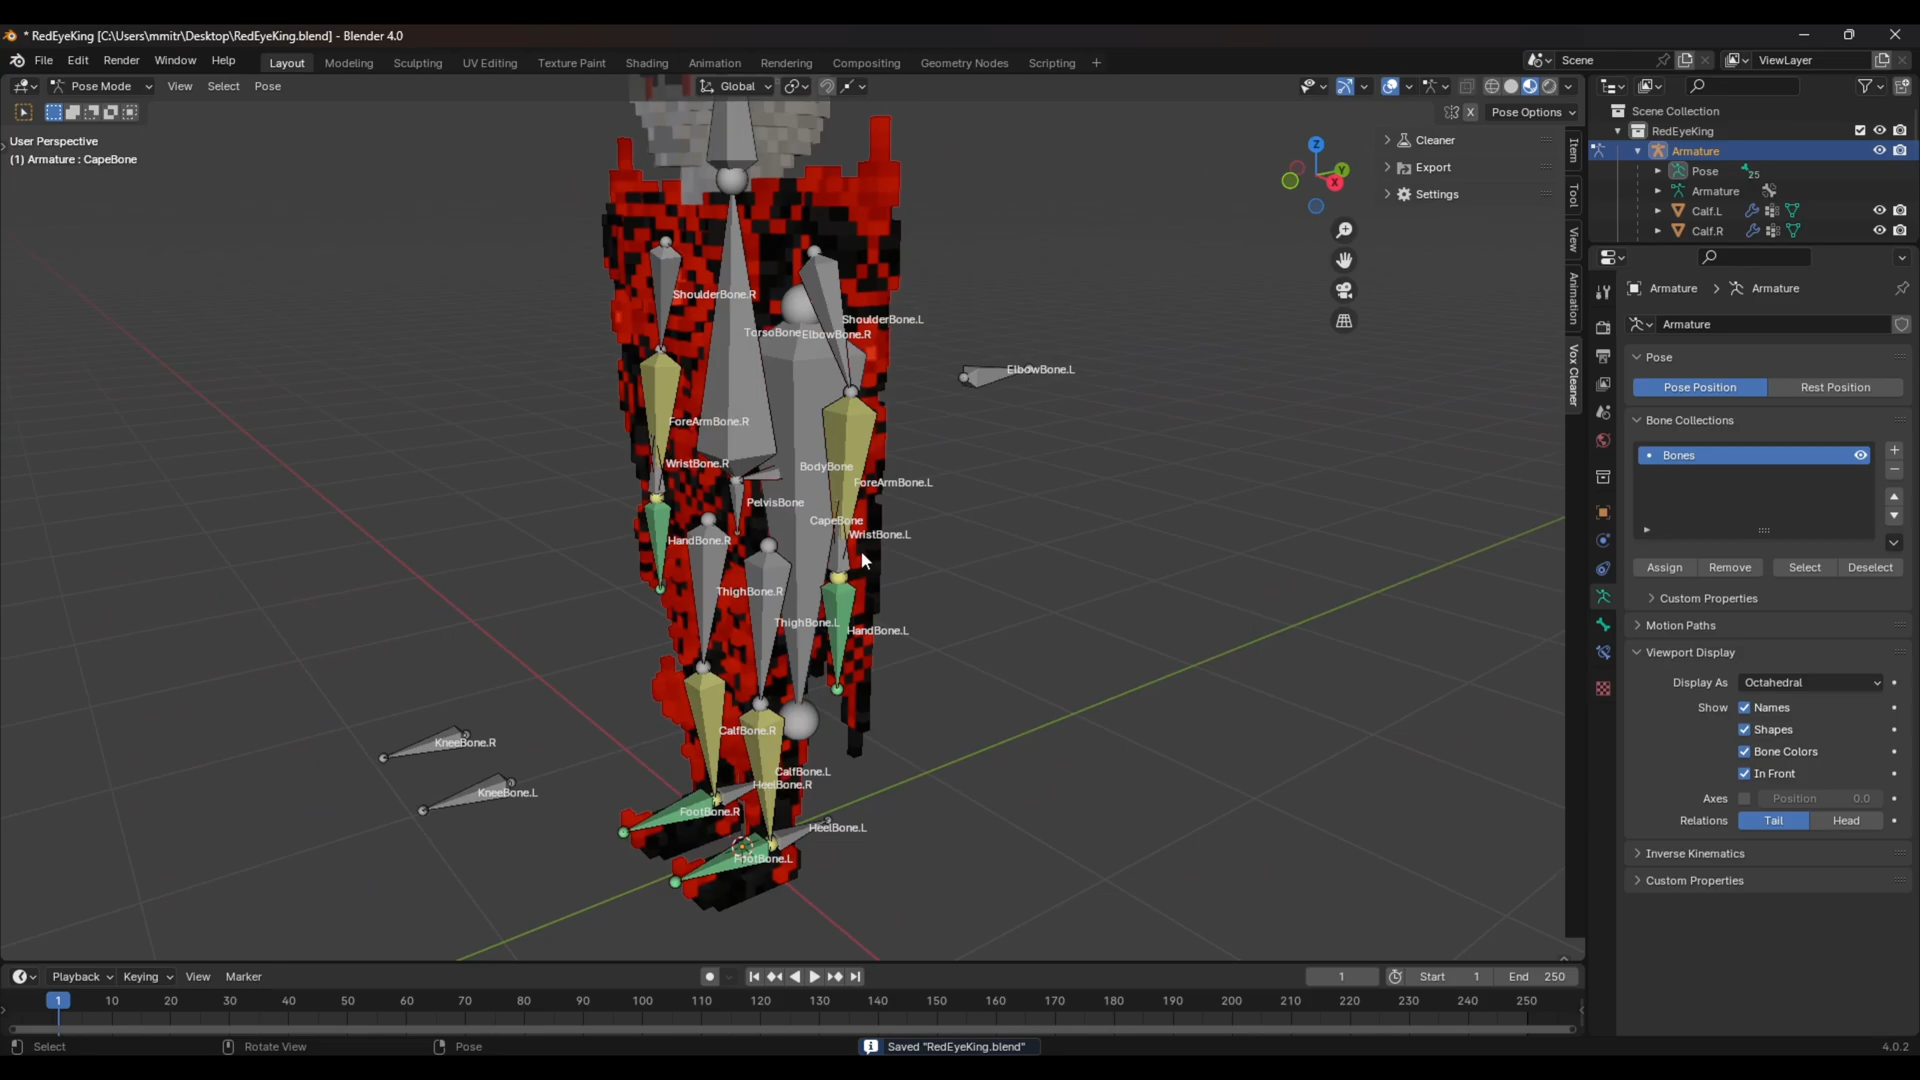 * RedEyeKing [C:\Users\mmitr\Desktop\RedEyeKing.blend] - Blender 4.0
File Edit Render Window Help
Layout Modeling Sculpting UV Editing Texture Paint Shading Animation Rendering Compositing Geometry Nodes Scripting +
Scene
ViewLayer
Pose Mode View Select Pose
Global
X Pose Options
User Perspective
(1) Armature : CapeBone
Cleaner
Export
Settings
Z
Y
X
Item
Tool
View
Animation
Vox Cleaner
ShoulderBone.R
ShoulderBone.L
TorsoBone
ElbowBone.R
ElbowBone.L
ForeArmBone.R
WristBone.R
BodyBone
ForeArmBone.L
PelvisBone
CapeBone
WristBone.L
HandBone.R
ThighBone.R
ThighBone.L
HandBone.L
KneeBone.R
CalfBone.R
KneeBone.L
CalfBone.L
HeelBone.R
FootBone.R
HeelBone.L
FootBone.L
Scene Collection
RedEyeKing
Armature
Pose 25
Armature
Calf.L
Calf.R
Armature > Armature
Armature
Pose
Pose Position Rest Position
Bone Collections
Bones
Assign Remove Select Deselect
Custom Properties
Motion Paths
Viewport Display
Display As Octahedral
Show Names
Shapes
Bone Colors
In Front
Axes Position 0.0
Relations Tail Head
Inverse Kinematics
Custom Properties
Playback Keying View Marker
1 Start 1 End 250
1 10 20 30 40 50 60 70 80 90 100 110 120 130 140 150 160 170 180 190 200 210 220 230 240 250
Select Rotate View Pose
Saved "RedEyeKing.blend"
4.0.2